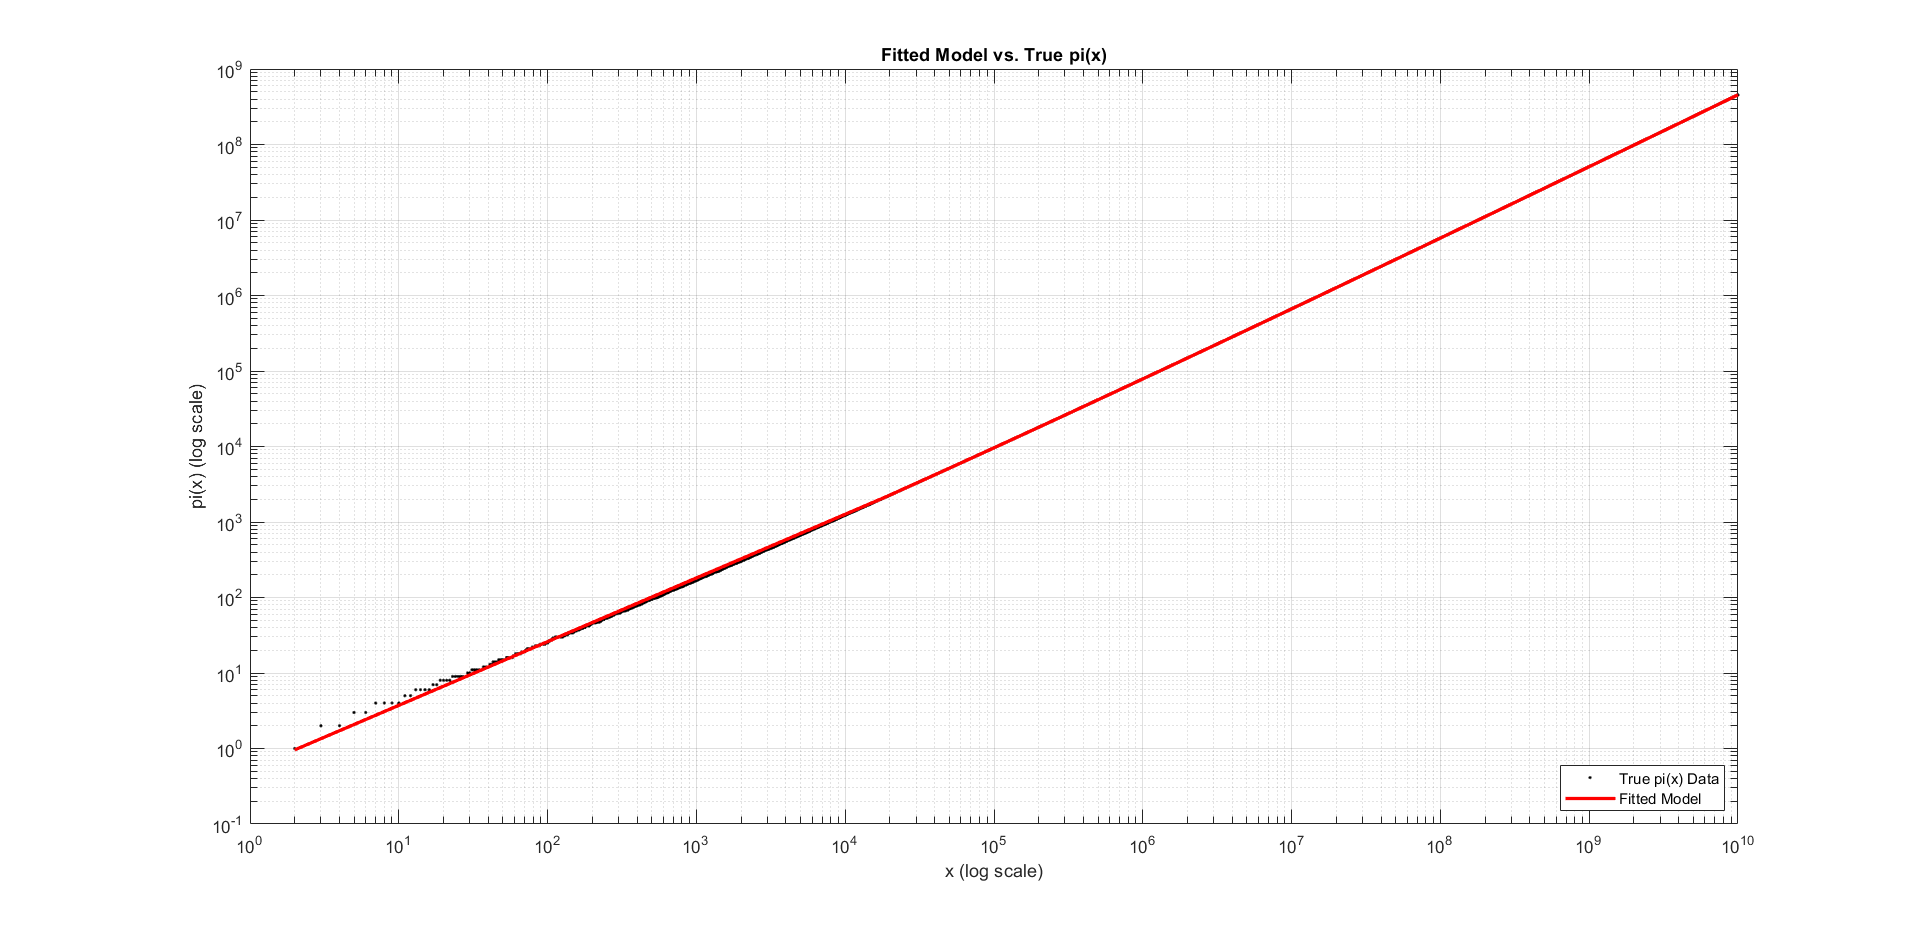 Fitted Model vs. True pi(x)
10^9
10^8
10^7
10^6
10^5
10^4
10^3
10^2
10^1
10^0
10^-1
pi(x) (log scale)
10^0 10^1 10^2 10^3 10^4 10^5 10^6 10^7 10^8 10^9 10^10
x (log scale)
True pi(x) Data
Fitted Model